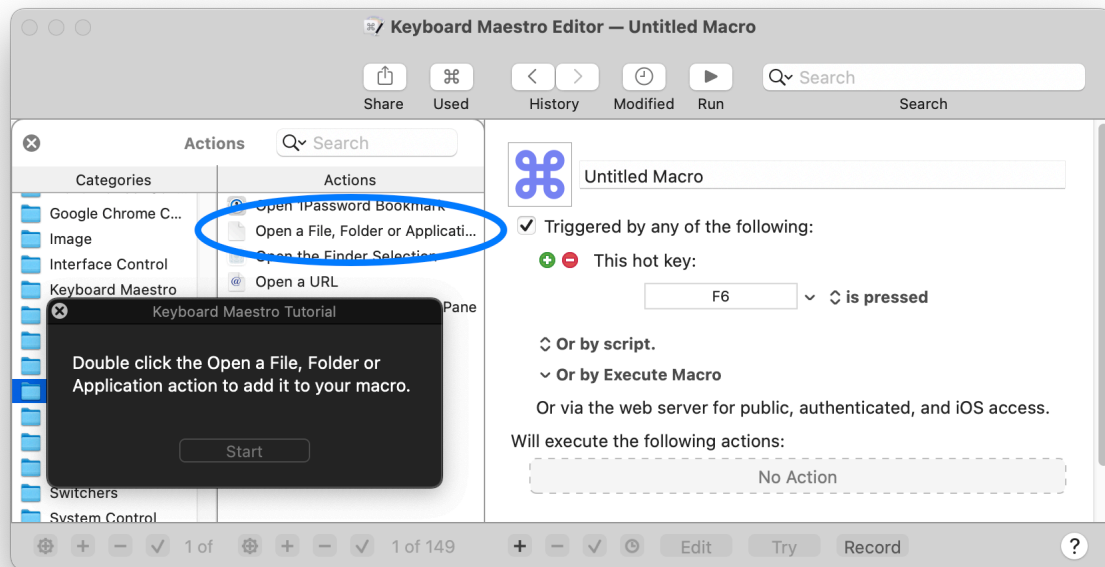 Keyboard Maestro Editor — Untitled Macro
Search
Share
Used
History
Modified
Run
Search
Actions
Search
Categories
Actions
Google Chrome C...
Image
Interface Control
Keyboard Maestro
Switchers
System Control
Open 1Password Bookmark
Open a File, Folder or Applicati...
Open the Finder Selection
Open a URL
Pane
Keyboard Maestro Tutorial
Double click the Open a File, Folder or
Application action to add it to your macro.
Start
Untitled Macro
Triggered by any of the following:
This hot key:
F6
is pressed
Or by script.
Or by Execute Macro
Or via the web server for public, authenticated, and iOS access.
Will execute the following actions:
No Action
1 of
1 of 149
Edit
Try
Record
?